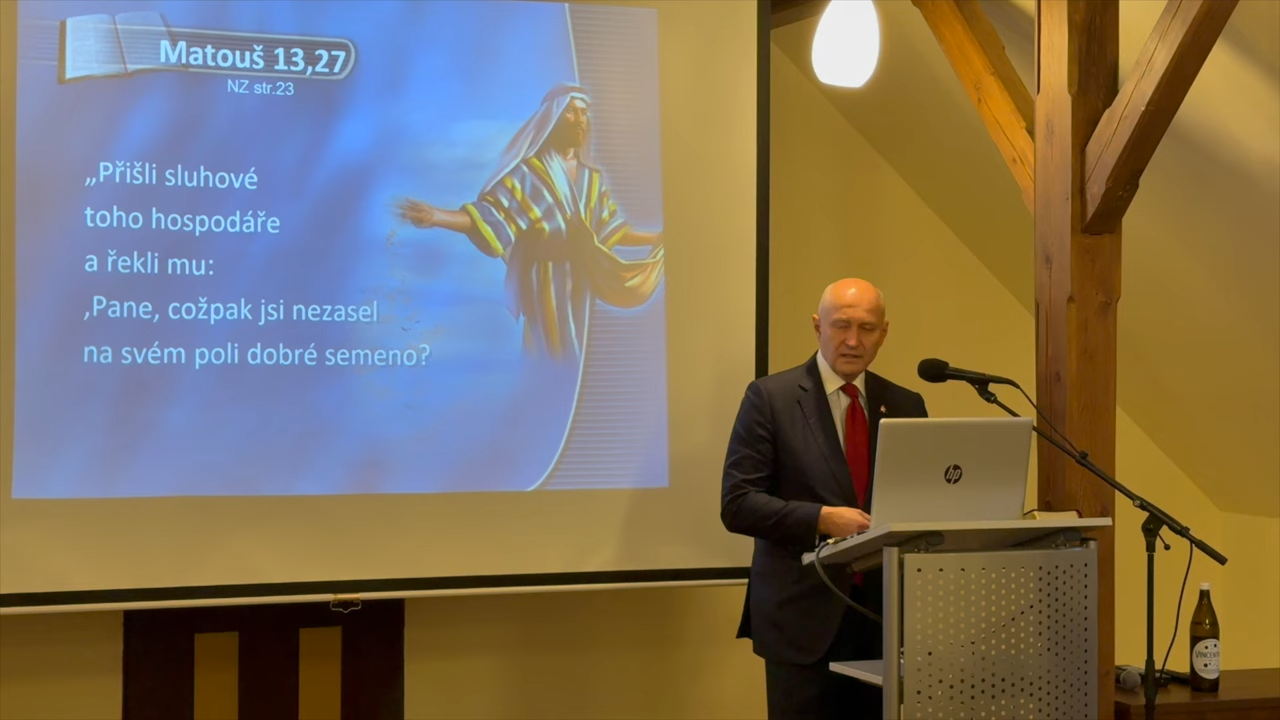 Matouš 13,27
NZ str.23
„Přišli sluhové
toho hospodáře
a řekli mu:
‚Pane, cožpak jsi nezasel
na svém poli dobré semeno?
hp
VINCENTKA